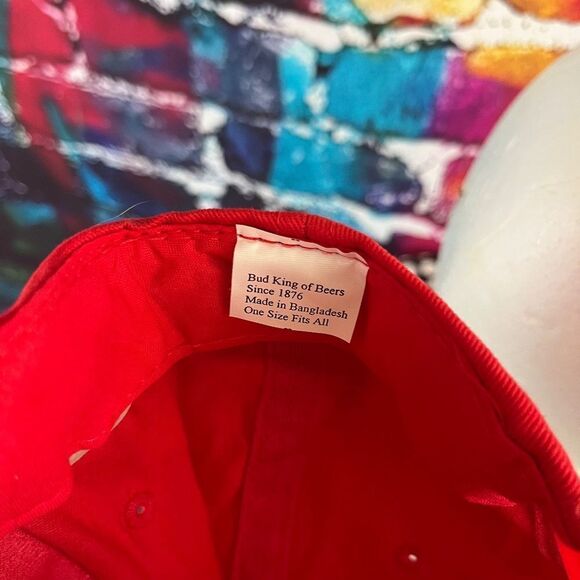 Bud King of Beers
Since 1876
Made in Bangladesh
One Size Fits All